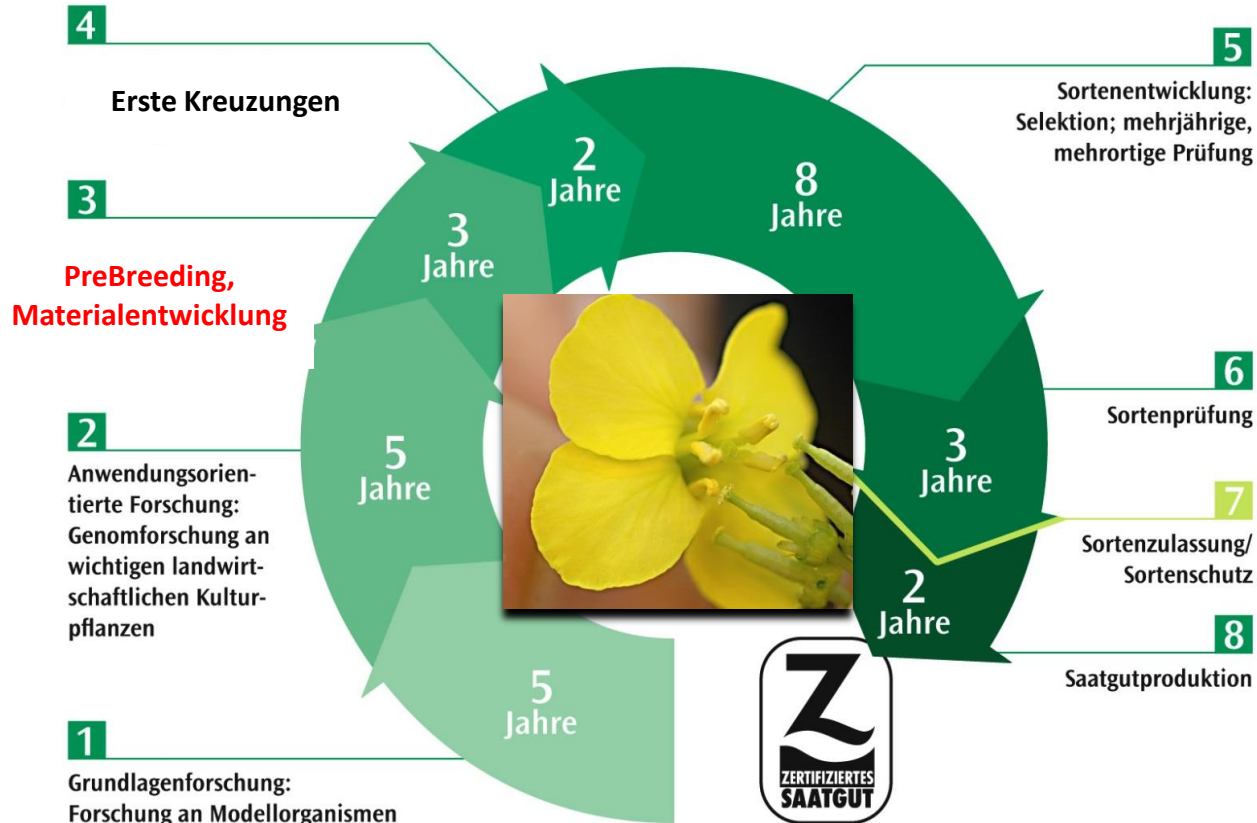 4
Erste Kreuzungen
3
PreBreeding,
Materialentwicklung
2
Anwendungsorien-
tierte Forschung:
Genomforschung an
wichtigen landwirt-
schaftlichen Kultur-
pflanzen
1
Grundlagenforschung:
Forschung an Modellorganismen
5
Jahre
5
Jahre
3
Jahre
2
Jahre
8
Jahre
3
Jahre
2
Jahre
5
Sortenentwicklung:
Selektion; mehrjährige,
mehrortige Prüfung
6
Sortenprüfung
7
Sortenzulassung/
Sortenschutz
8
Saatgutproduktion
Z
ZERTIFIZIERTES
SAATGUT